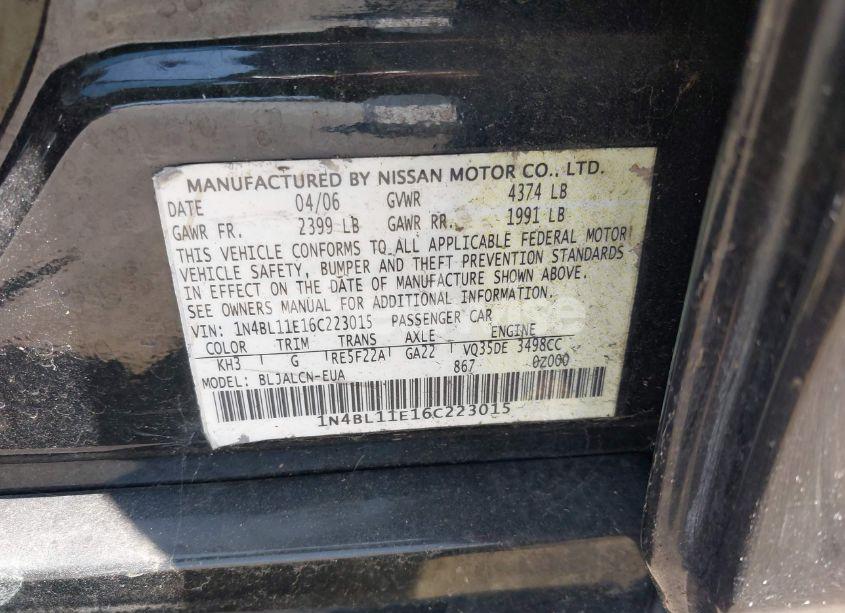 MANUFACTURED BY NISSAN MOTOR CO., LTD.
DATE 04/06 GVWR 4374 LB
GAWR FR. 2399 LB GAWR RR. 1991 LB
THIS VEHICLE CONFORMS TO ALL APPLICABLE FEDERAL MOTOR
VEHICLE SAFETY, BUMPER AND THEFT PREVENTION STANDARDS
IN EFFECT ON THE DATE OF MANUFACTURE SHOWN ABOVE.
SEE OWNERS MANUAL FOR ADDITIONAL INFORMATION.
VIN: 1N4BL11E16C223015 PASSENGER CAR
COLOR TRIM TRANS AXLE ENGINE
KH3 G RE5F22A GA22 VQ35DE 3498CC
MODEL: BLJALCN-EUA 867 0Z000
1N4BL11E16C223015